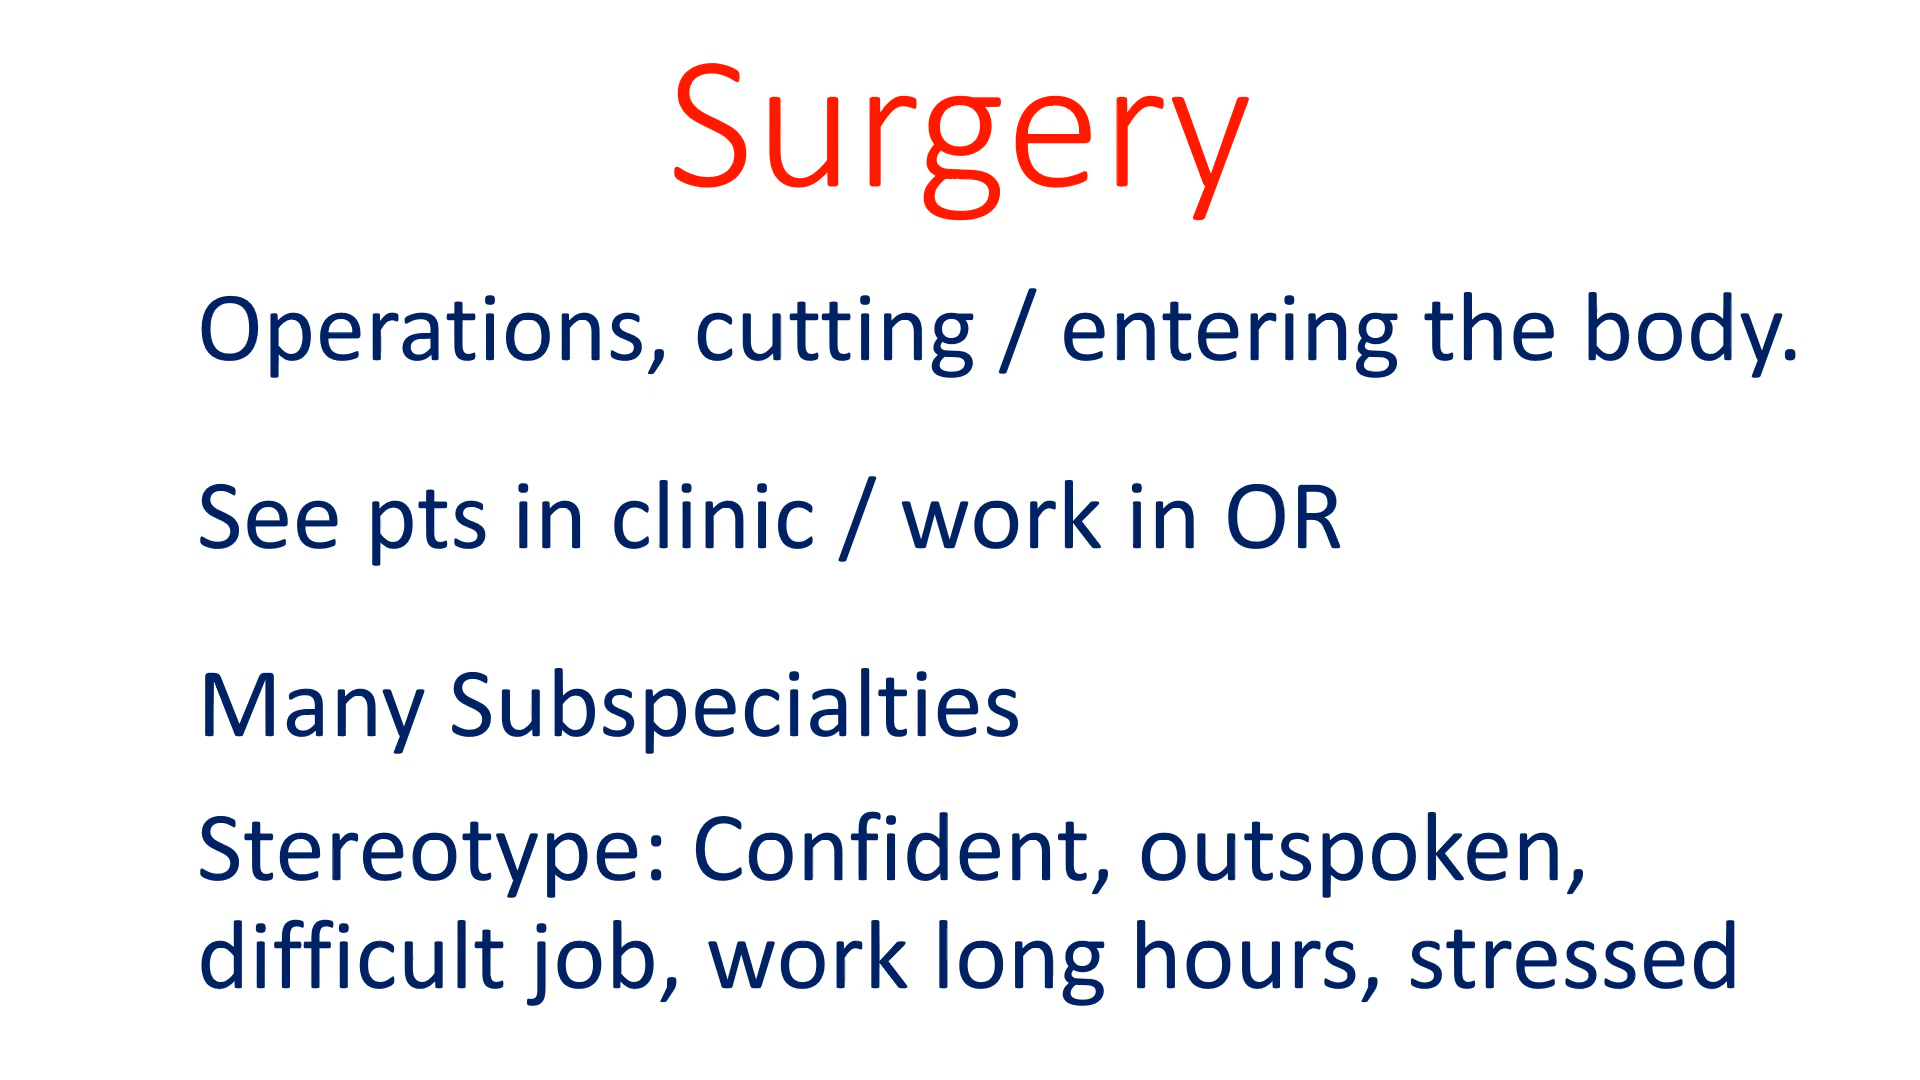 Surgery
Operations, cutting / entering the body.
See pts in clinic / work in OR
Many Subspecialties
Stereotype: Confident, outspoken,
difficult job, work long hours, stressed